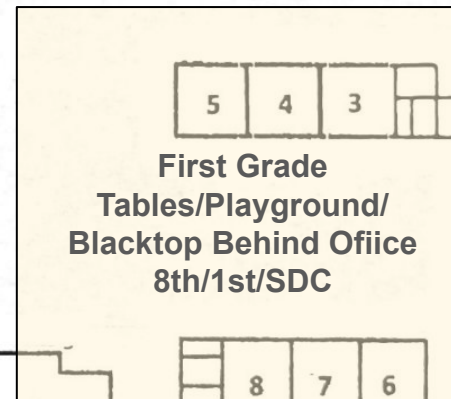 5 4 3
First Grade
Tables/Playground/
Blacktop Behind Ofiice
8th/1st/SDC
8 7 6